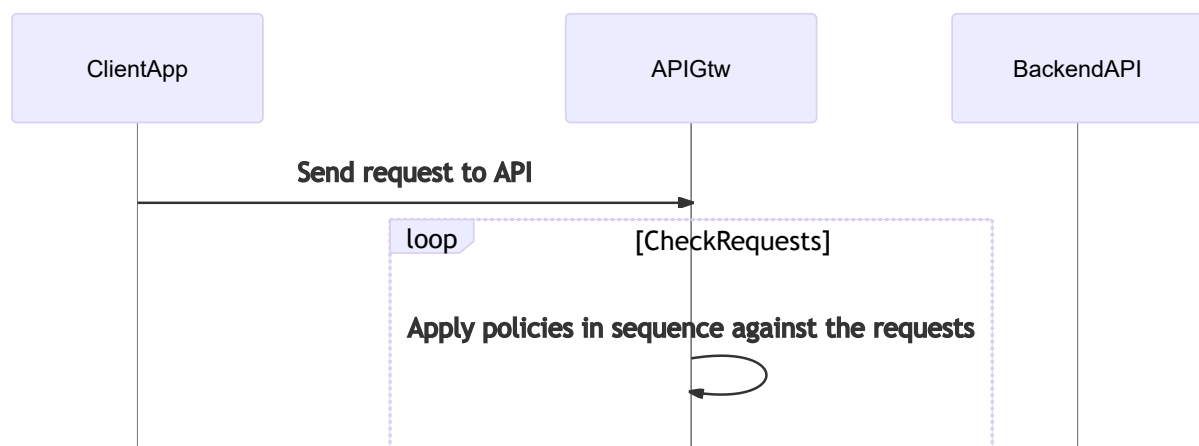 ClientApp
APIGtw
BackendAPI
Send request to API
loop
[CheckRequests]
Apply policies in sequence against the requests